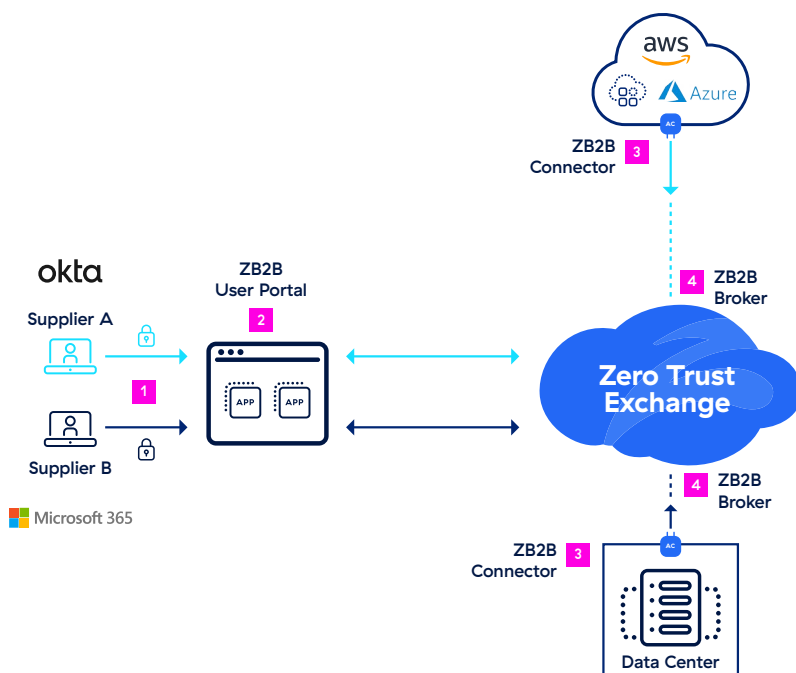 aws
Azure
AC
ZB2B
Connector
3
4
ZB2B
Broker
okta
ZB2B
User Portal
2
Supplier A
1
APP
APP
Zero Trust
Exchange
Supplier B
Microsoft 365
4
ZB2B
Broker
AC
ZB2B
Connector
3
Data Center